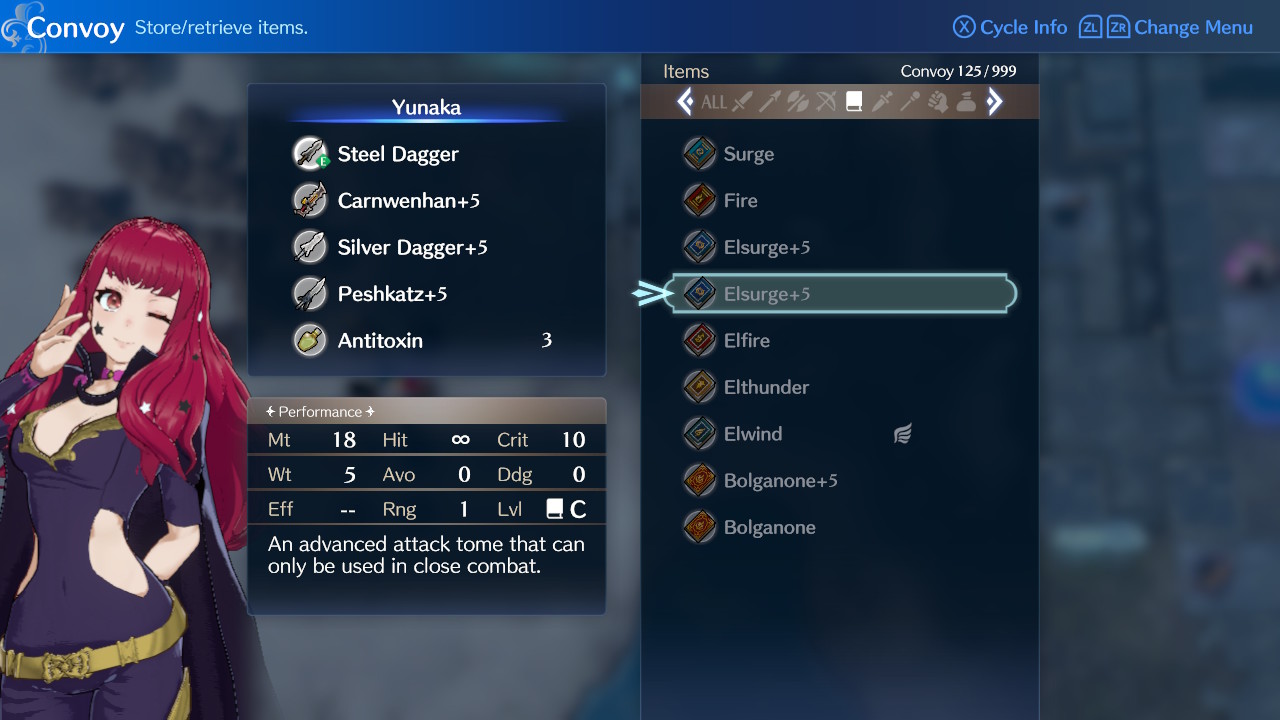 Convoy Store/retrieve items. X Cycle Info ZL ZR Change Menu
Yunaka
Steel Dagger E
Carnwenhan+5
Silver Dagger+5
Peshkatz+5
Antitoxin 3
Performance
Mt 18 Hit ∞ Crit 10
Wt 5 Avo 0 Ddg 0
Eff -- Rng 1 Lvl C
An advanced attack tome that can
only be used in close combat.
Items Convoy 125/999
ALL
Surge
Fire
Elsurge+5
Elsurge+5
Elfire
Elthunder
Elwind
Bolganone+5
Bolganone